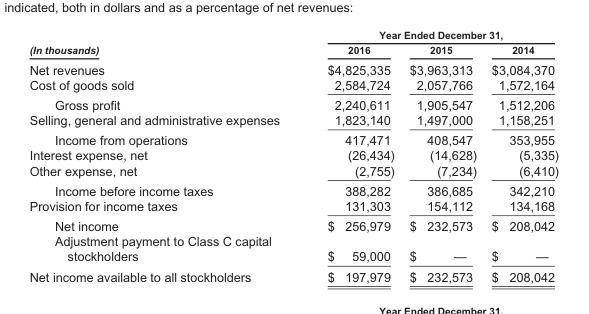 indicated, both in dollars and as a percentage of net revenues:
Year Ended December 31,
(In thousands) 2016 2015 2014
Net revenues $4,825,335 $3,963,313 $3,084,370
Cost of goods sold 2,584,724 2,057,766 1,572,164
Gross profit 2,240,611 1,905,547 1,512,206
Selling, general and administrative expenses 1,823,140 1,497,000 1,158,251
Income from operations 417,471 408,547 353,955
Interest expense, net (26,434) (14,628) (5,335)
Other expense, net (2,755) (7,234) (6,410)
Income before income taxes 388,282 386,685 342,210
Provision for income taxes 131,303 154,112 134,168
Net income $ 256,979 $ 232,573 $ 208,042
Adjustment payment to Class C capital
stockholders $ 59,000 $ — $ —
Net income available to all stockholders $ 197,979 $ 232,573 $ 208,042
Year Ended December 31,